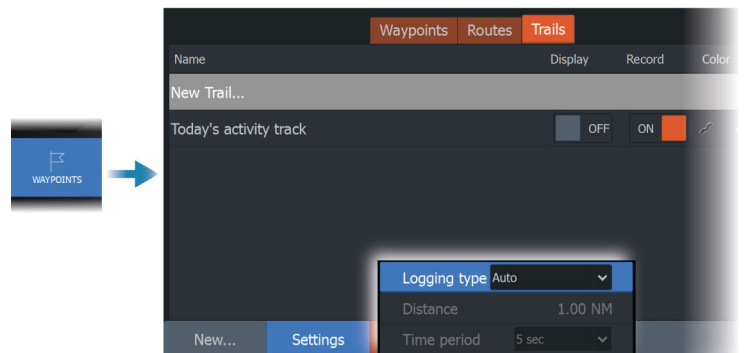 Waypoints Routes Trails
Name Display Record Color
New Trail...
Today's activity track OFF ON
WAYPOINTS
Logging type Auto
Distance 1.00 NM
New... Settings Time period 5 sec